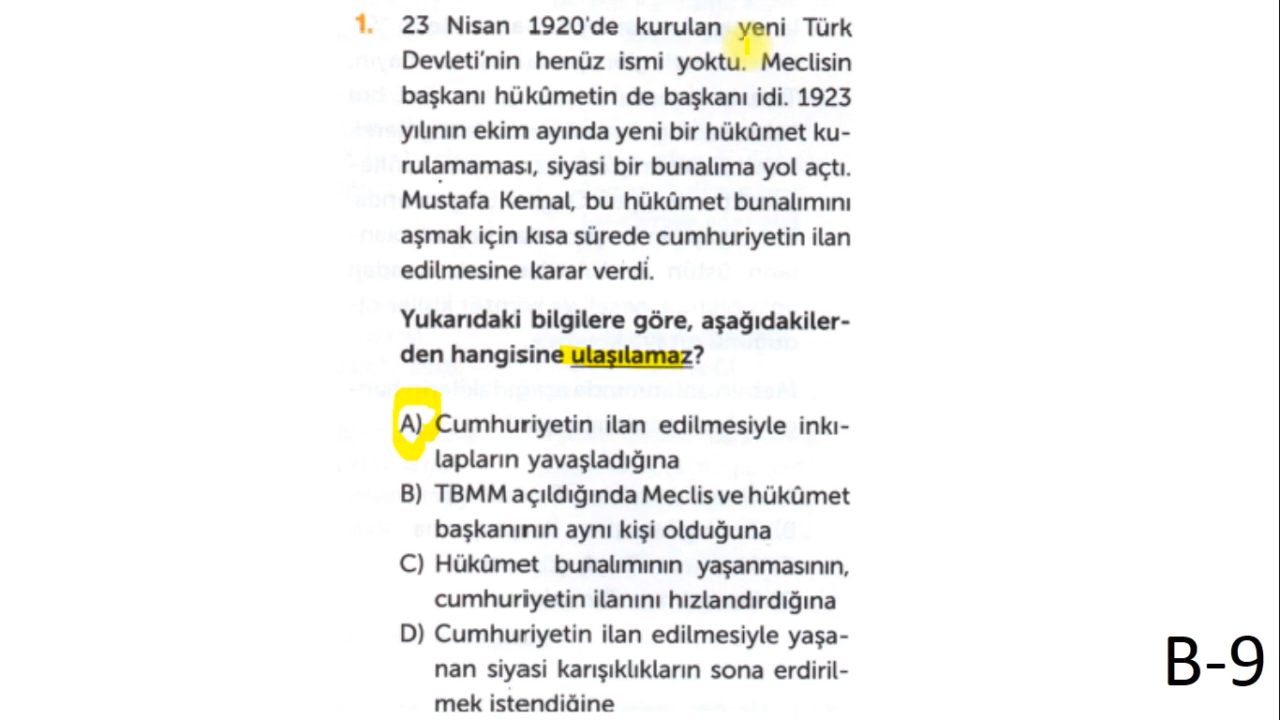 1. 23 Nisan 1920'de kurulan yeni Türk
Devleti'nin henüz ismi yoktu. Meclisin
başkanı hükûmetin de başkanı idi. 1923
yılının ekim ayında yeni bir hükûmet ku-
rulamaması, siyasi bir bunalıma yol açtı.
Mustafa Kemal, bu hükûmet bunalımını
aşmak için kısa sürede cumhuriyetin ilan
edilmesine karar verdi.
Yukarıdaki bilgilere göre, aşağıdakiler-
den hangisine ulaşılamaz?
A) Cumhuriyetin ilan edilmesiyle inkı-
lapların yavaşladığına
B) TBMM açıldığında Meclis ve hükûmet
başkanının aynı kişi olduğuna
C) Hükûmet bunalımının yaşanmasının,
cumhuriyetin ilanını hızlandırdığına
D) Cumhuriyetin ilan edilmesiyle yaşa-
nan siyasi karışıklıkların sona erdiril-
mek istendiğine
B-9